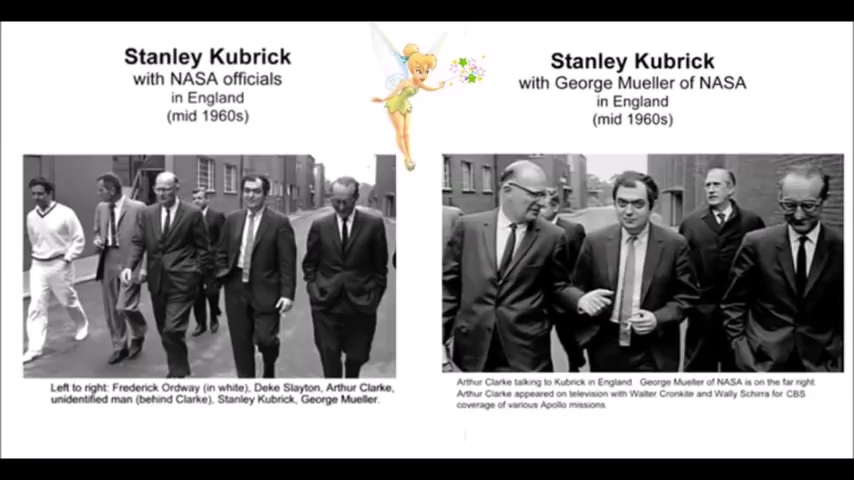 Stanley Kubrick
with NASA officials
in England
(mid 1960s)
Left to right: Frederick Ordway (in white), Deke Slayton, Arthur Clarke,
unidentified man (behind Clarke), Stanley Kubrick, George Mueller.
Stanley Kubrick
with George Mueller of NASA
in England
(mid 1960s)
Arthur Clarke talking to Kubrick in England. George Mueller of NASA is on the far right.
Arthur Clarke appeared on television with Walter Cronkite and Wally Schirra for CBS
coverage of various Apollo missions.